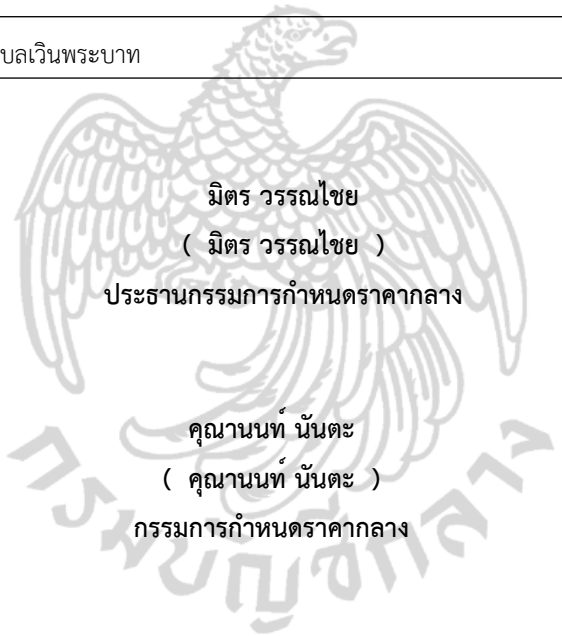 บลเวินพระบาท
มิตร วรรณไชย
( มิตร วรรณไชย )
ประธานกรรมการกำหนดราคากลาง
คุณานนท์ นันตะ
( คุณานนท์ นันตะ )
กรรมการกำหนดราคากลาง
กรมบัญชีกลาง